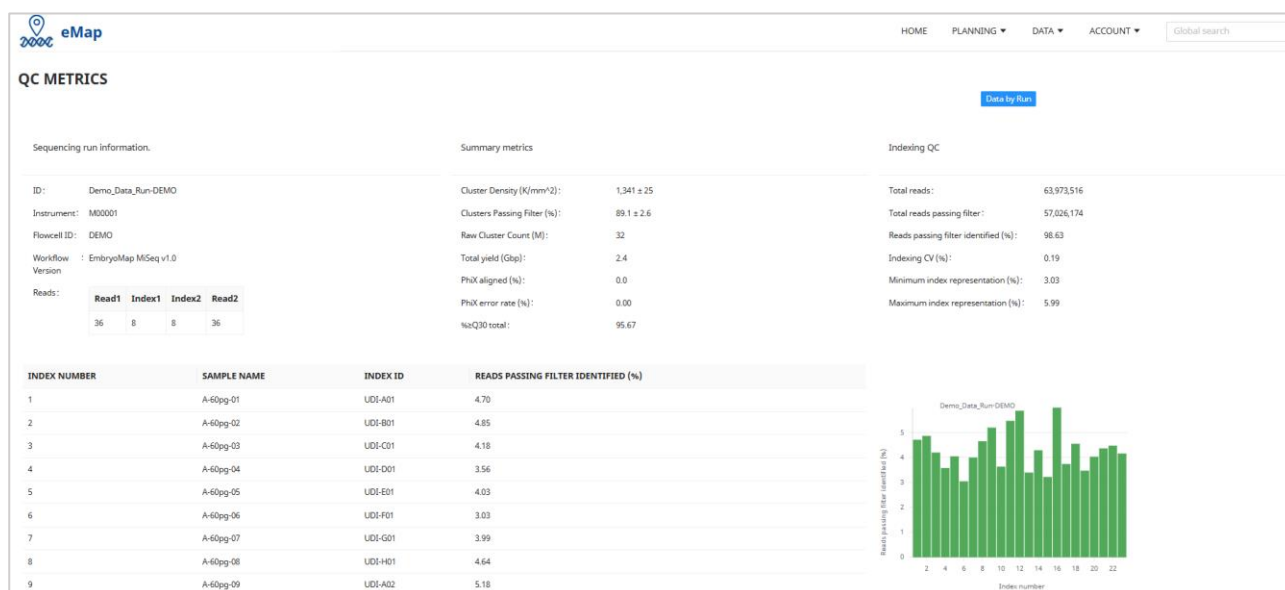 eMap
HOME PLANNING ▼ DATA ▼ ACCOUNT ▼ Global search
QC METRICS
Data by Run
Sequencing run information.
ID: Demo_Data_Run-DEMO
Instrument: M00001
Flowcell ID: DEMO
Workflow Version : EmbryoMap MiSeq v1.0
Reads:
Read1 Index1 Index2 Read2
36 8 8 36
Summary metrics
Cluster Density (K/mm^2): 1,341 ± 25
Clusters Passing Filter (%): 89.1 ± 2.6
Raw Cluster Count (M): 32
Total yield (Gbp): 2.4
PhiX aligned (%): 0.0
PhiX error rate (%): 0.00
%≥Q30 total: 95.67
Indexing QC
Total reads: 63,973,516
Total reads passing filter: 57,026,174
Reads passing filter identified (%): 98.63
Indexing CV (%): 0.19
Minimum index representation (%): 3.03
Maximum index representation (%): 5.99
INDEX NUMBER SAMPLE NAME INDEX ID READS PASSING FILTER IDENTIFIED (%)
1 A-60pg-01 UDI-A01 4.70
2 A-60pg-02 UDI-B01 4.85
3 A-60pg-03 UDI-C01 4.18
4 A-60pg-04 UDI-D01 3.56
5 A-60pg-05 UDI-E01 4.03
6 A-60pg-06 UDI-F01 3.03
7 A-60pg-07 UDI-G01 3.99
8 A-60pg-08 UDI-H01 4.64
9 A-60pg-09 UDI-A02 5.18
Demo_Data_Run-DEMO
Reads passing filter identified (%)
5
4
3
2
1
0
2 4 6 8 10 12 14 16 18 20 22
Index number